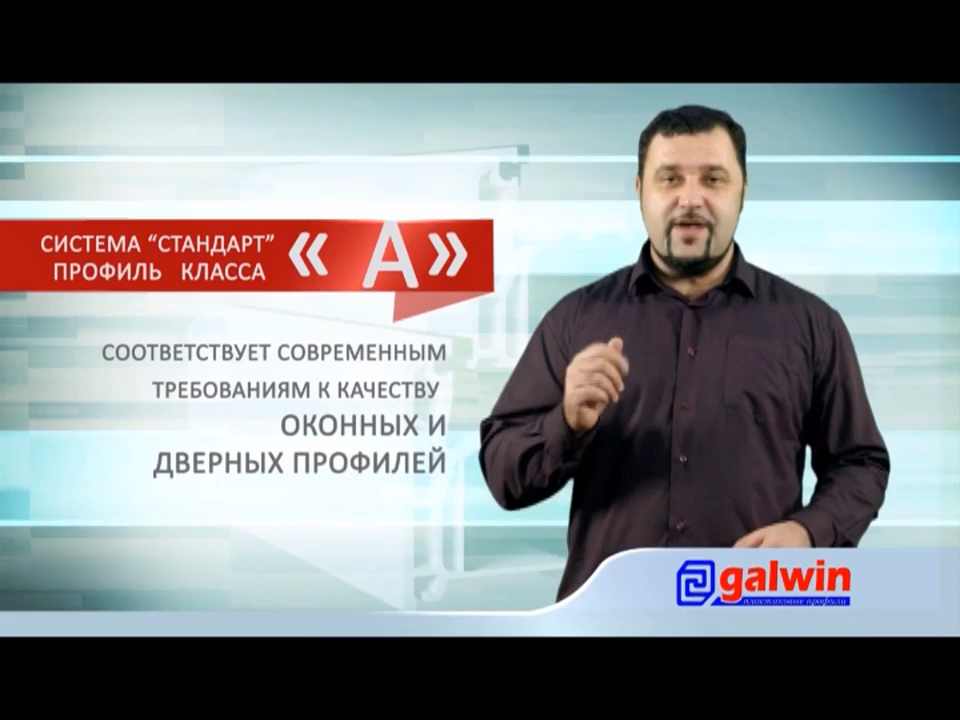 СИСТЕМА “СТАНДАРТ”
ПРОФИЛЬ КЛАССА
« А »
СООТВЕТСТВУЕТ СОВРЕМЕННЫМ
ТРЕБОВАНИЯМ К КАЧЕСТВУ
ОКОННЫХ И
ДВЕРНЫХ ПРОФИЛЕЙ
galwin
пластиковые профили